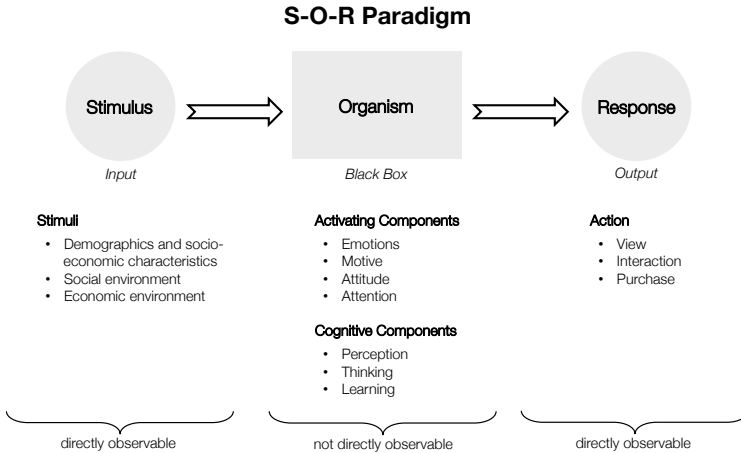 S-O-R Paradigm
Stimulus
Organism
Response
Input
Black Box
Output
Stimuli
• Demographics and socio-
economic characteristics
• Social environment
• Economic environment
Activating Components
• Emotions
• Motive
• Attitude
• Attention
Cognitive Components
• Perception
• Thinking
• Learning
Action
• View
• Interaction
• Purchase
directly observable
not directly observable
directly observable